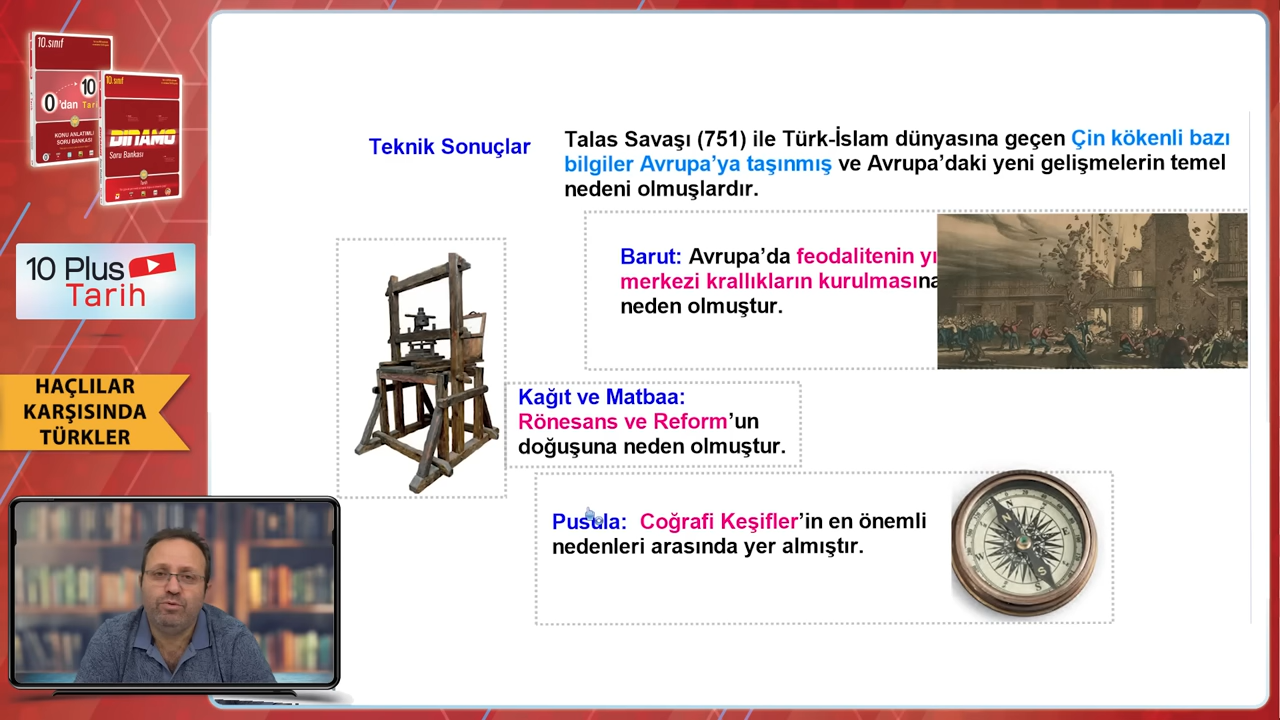 10.sınıf
10
0'dan
KONU ANLATIMLI
SORU BANKASI
10.sınıf
DINAMO
Soru Bankası
10 Plus
Tarih
HAÇLILAR
KARŞISINDA
TÜRKLER
Teknik Sonuçlar
Talas Savaşı (751) ile Türk-İslam dünyasına geçen Çin kökenli bazı
bilgiler Avrupa'ya taşınmış ve Avrupa'daki yeni gelişmelerin temel
nedeni olmuşlardır.
Barut: Avrupa'da feodalitenin yı
merkezi krallıkların kurulmasına
neden olmuştur.
Kağıt ve Matbaa:
Rönesans ve Reform'un
doğuşuna neden olmuştur.
Pusula: Coğrafi Keşifler'in en önemli
nedenleri arasında yer almıştır.